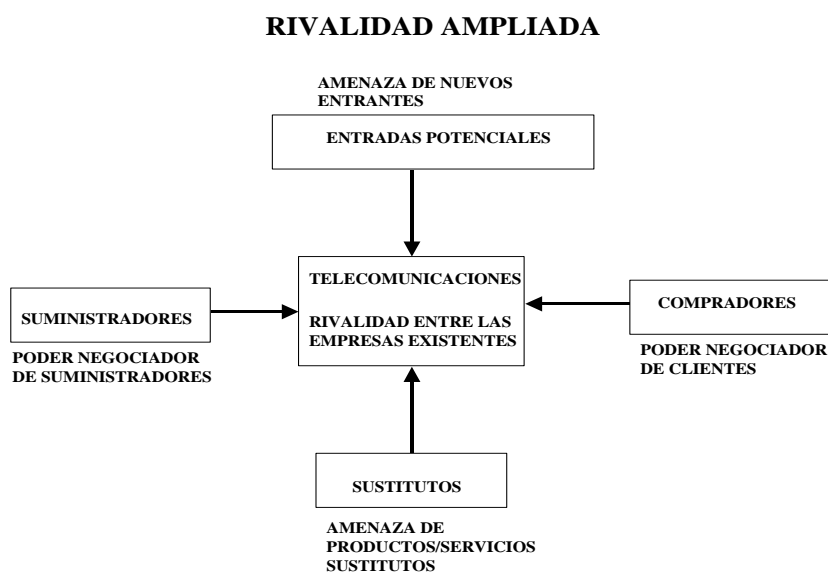 RIVALIDAD AMPLIADA
AMENAZA DE NUEVOS
ENTRANTES
ENTRADAS POTENCIALES
TELECOMUNICACIONES
RIVALIDAD ENTRE LAS
EMPRESAS EXISTENTES
SUMINISTRADORES
PODER NEGOCIADOR
DE SUMINISTRADORES
COMPRADORES
PODER NEGOCIADOR
DE CLIENTES
SUSTITUTOS
AMENAZA DE
PRODUCTOS/SERVICIOS
SUSTITUTOS